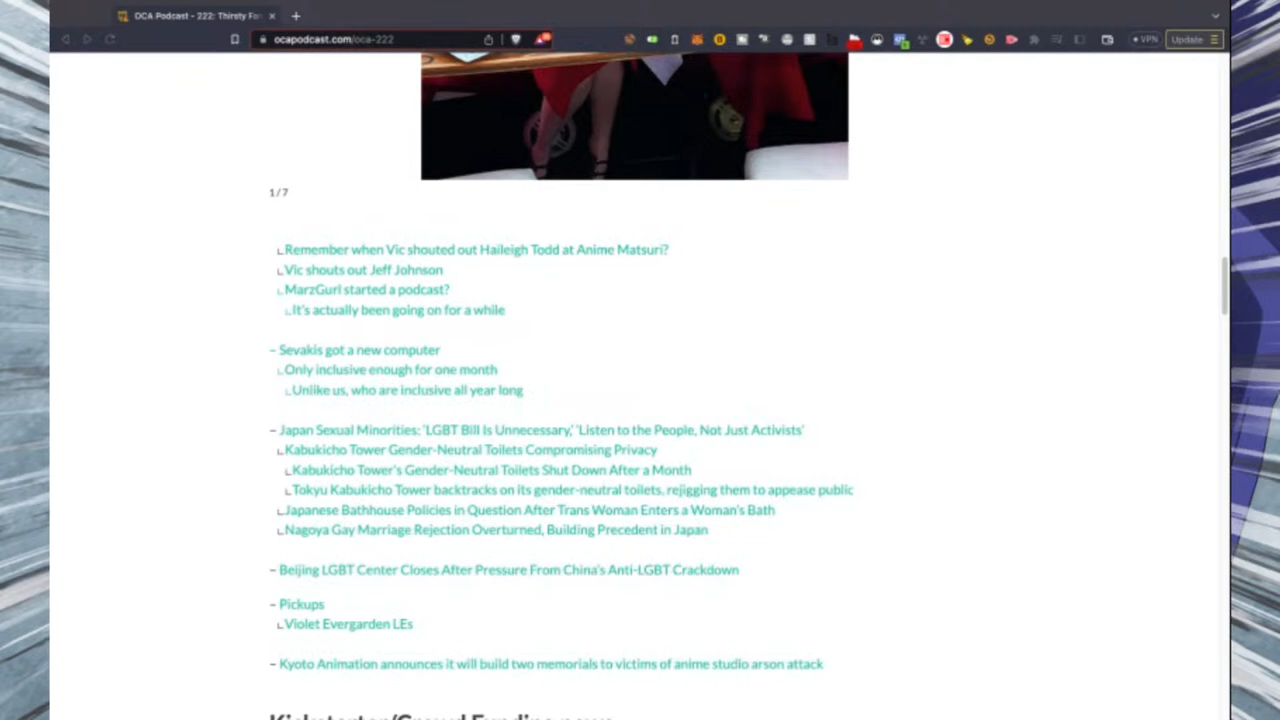 OCA Podcast - 222: Thirsty
ocapodcast.com/oca-222
VPN
Update
1 / 7
Remember when Vic shouted out Haileigh Todd at Anime Matsuri?
Vic shouts out Jeff Johnson
MarzGurl started a podcast?
It's actually been going on for a while
– Sevakis got a new computer
Only inclusive enough for one month
Unlike us, who are inclusive all year long
– Japan Sexual Minorities: 'LGBT Bill Is Unnecessary,' 'Listen to the People, Not Just Activists'
Kabukicho Tower Gender-Neutral Toilets Compromising Privacy
Kabukicho Tower's Gender-Neutral Toilets Shut Down After a Month
Tokyu Kabukicho Tower backtracks on its gender-neutral toilets, rejigging them to appease public
Japanese Bathhouse Policies in Question After Trans Woman Enters a Woman's Bath
Nagoya Gay Marriage Rejection Overturned, Building Precedent in Japan
– Beijing LGBT Center Closes After Pressure From China's Anti-LGBT Crackdown
– Pickups
Violet Evergarden LEs
– Kyoto Animation announces it will build two memorials to victims of anime studio arson attack
Kickstarter/Crowd Funding news